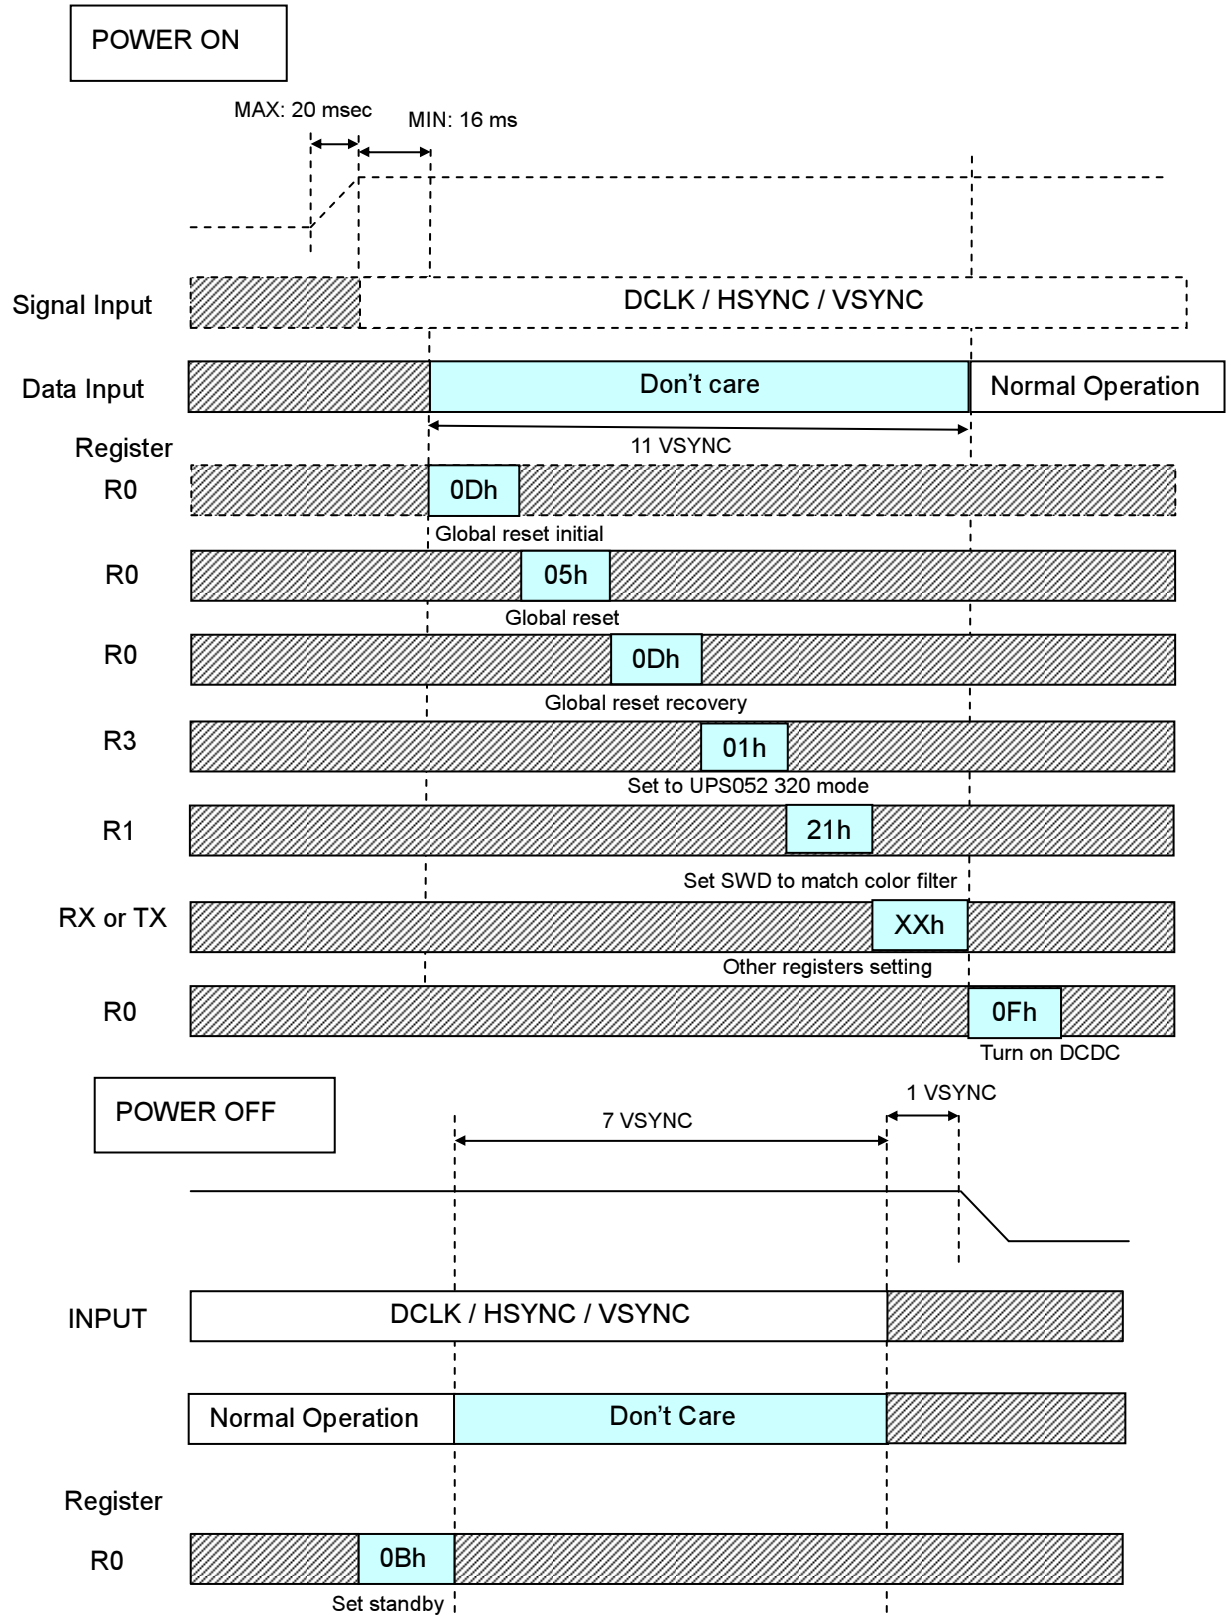 POWER ON
MAX: 20 msec
MIN: 16 ms
Signal Input
DCLK / HSYNC / VSYNC
Data Input
Don't care
Normal Operation
11 VSYNC
Register
R0
0Dh
Global reset initial
R0
05h
Global reset
R0
0Dh
Global reset recovery
R3
01h
Set to UPS052 320 mode
R1
21h
Set SWD to match color filter
RX or TX
XXh
Other registers setting
R0
0Fh
Turn on DCDC
POWER OFF
7 VSYNC
1 VSYNC
INPUT
DCLK / HSYNC / VSYNC
Normal Operation
Don't Care
Register
R0
0Bh
Set standby